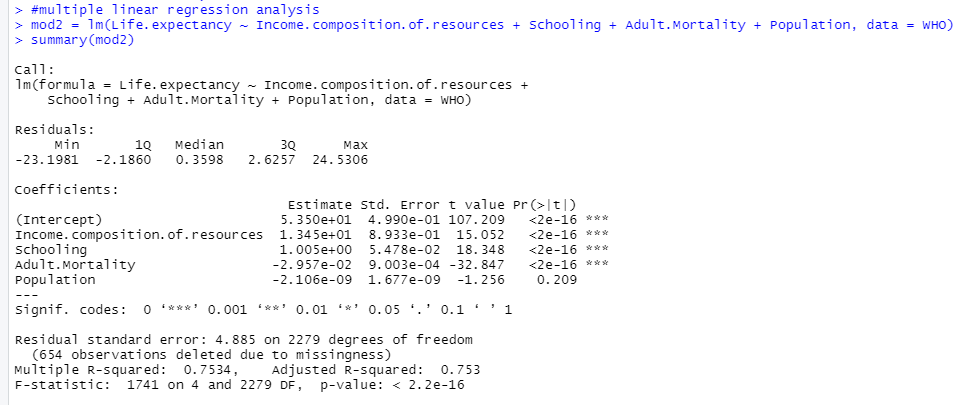 > #multiple linear regression analysis
> mod2 = lm(Life.expectancy ~ Income.composition.of.resources + Schooling + Adult.Mortality + Population, data = WHO)
> summary(mod2)
Call:
lm(formula = Life.expectancy ~ Income.composition.of.resources +
    Schooling + Adult.Mortality + Population, data = WHO)
Residuals:
     Min       1Q   Median       3Q      Max
-23.1981  -2.1860   0.3598   2.6257  24.5306
Coefficients:
                                  Estimate Std. Error t value Pr(>|t|)
(Intercept)                      5.350e+01  4.990e-01 107.209   <2e-16 ***
Income.composition.of.resources  1.345e+01  8.933e-01  15.052   <2e-16 ***
Schooling                        1.005e+00  5.478e-02  18.348   <2e-16 ***
Adult.Mortality                 -2.957e-02  9.003e-04 -32.847   <2e-16 ***
Population                      -2.106e-09  1.677e-09  -1.256    0.209
---
Signif. codes:  0 ‘***’ 0.001 ‘**’ 0.01 ‘*’ 0.05 ‘.’ 0.1 ‘ ’ 1
Residual standard error: 4.885 on 2279 degrees of freedom
  (654 observations deleted due to missingness)
Multiple R-squared:  0.7534,    Adjusted R-squared:  0.753
F-statistic:  1741 on 4 and 2279 DF,  p-value: < 2.2e-16